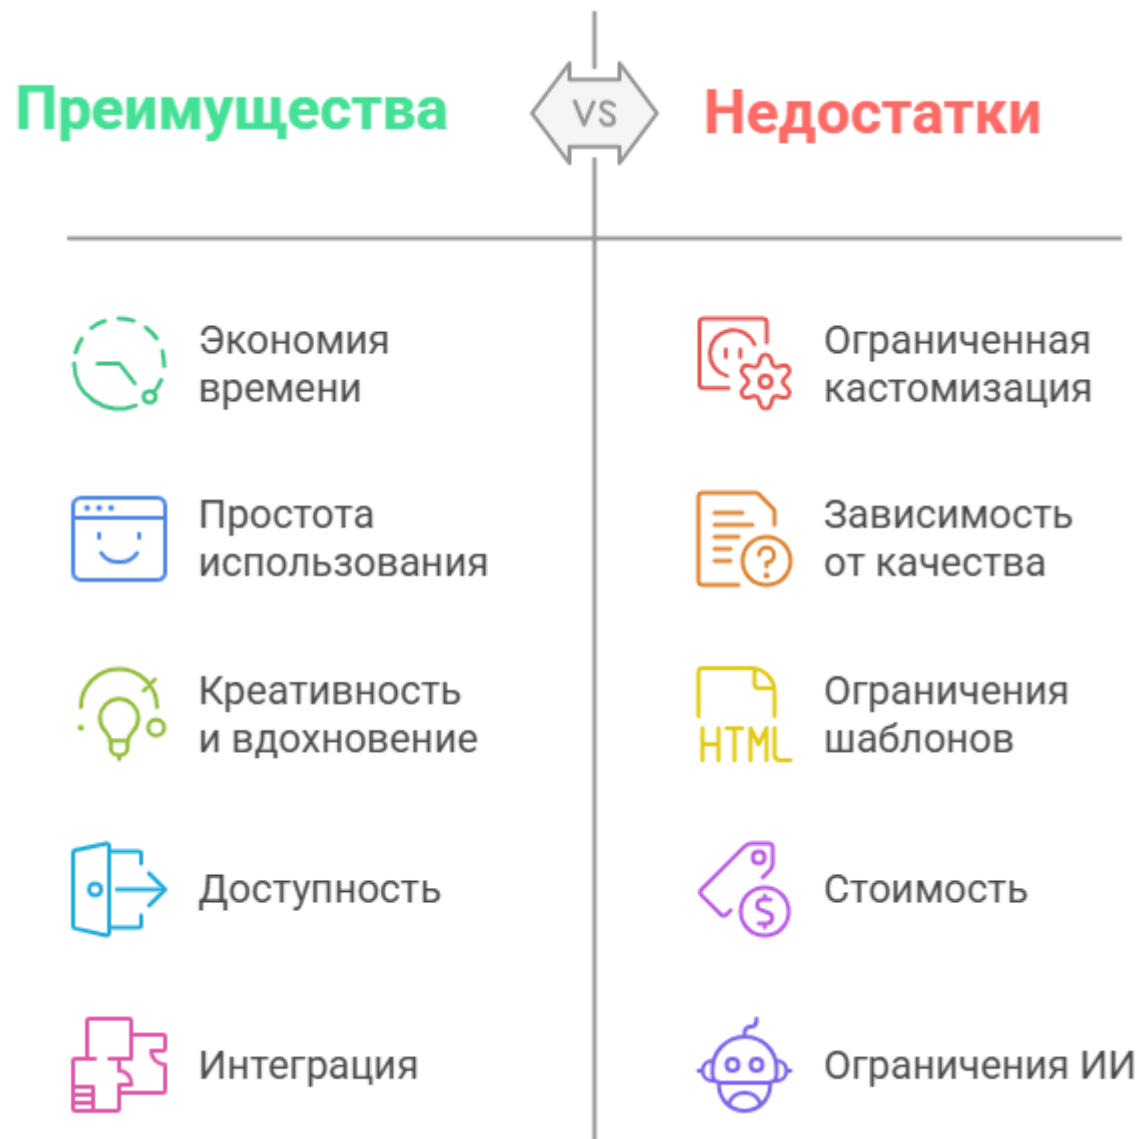 Преимущества
VS
Недостатки
Экономия
времени
Ограниченная
кастомизация
Простота
использования
Зависимость
от качества
Креативность
и вдохновение
HTML
Ограничения
шаблонов
Доступность
$
Стоимость
Интеграция
Ограничения ИИ